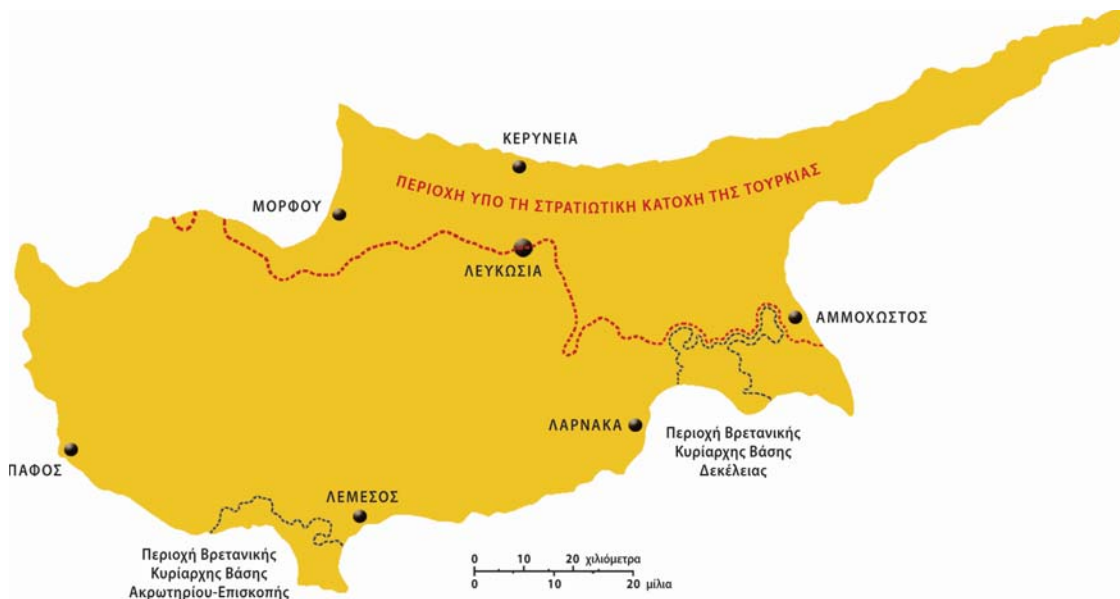 ΚΕΡΥΝΕΙΑ
ΠΕΡΙΟΧΗ ΥΠΟ ΤΗ ΣΤΡΑΤΙΩΤΙΚΗ ΚΑΤΟΧΗ ΤΗΣ ΤΟΥΡΚΙΑΣ
ΜΟΡΦΟΥ
ΛΕΥΚΩΣΙΑ
ΑΜΜΟΧΩΣΤΟΣ
ΛΑΡΝΑΚΑ
Περιοχή Βρετανικής
Κυρίαρχης Βάσης
Δεκέλειας
ΠΑΦΟΣ
ΛΕΜΕΣΟΣ
Περιοχή Βρετανικής
Κυρίαρχης Βάσης
Ακρωτηρίου-Επισκοπής
0 10 20 χιλιόμετρα
0 10 20 μίλια